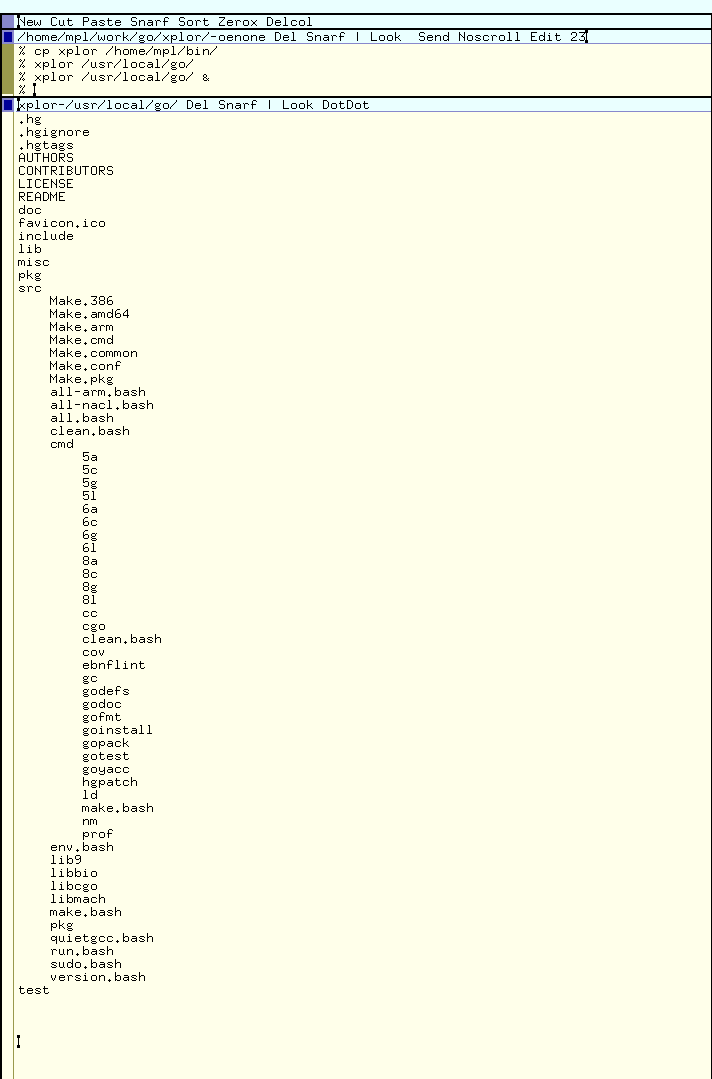 New Cut Paste Snarf Sort Zerox Delcol
/home/mpl/work/go/xplor/-oenone Del Snarf | Look  Send Noscroll Edit 23
% cp xplor /home/mpl/bin/
% xplor /usr/local/go/
% xplor /usr/local/go/ &
%
xplor-/usr/local/go/ Del Snarf | Look DotDot
.hg
.hgignore
.hgtags
AUTHORS
CONTRIBUTORS
LICENSE
README
doc
favicon.ico
include
lib
misc
pkg
src
    Make.386
    Make.amd64
    Make.arm
    Make.cmd
    Make.common
    Make.conf
    Make.pkg
    all-arm.bash
    all-nacl.bash
    all.bash
    clean.bash
    cmd
        5a
        5c
        5g
        5l
        6a
        6c
        6g
        6l
        8a
        8c
        8g
        8l
        cc
        cgo
        clean.bash
        cov
        ebnflint
        gc
        godefs
        godoc
        gofmt
        goinstall
        gopack
        gotest
        goyacc
        hgpatch
        ld
        make.bash
        nm
        prof
    env.bash
    lib9
    libbio
    libcgo
    libmach
    make.bash
    pkg
    quietgcc.bash
    run.bash
    sudo.bash
    version.bash
test